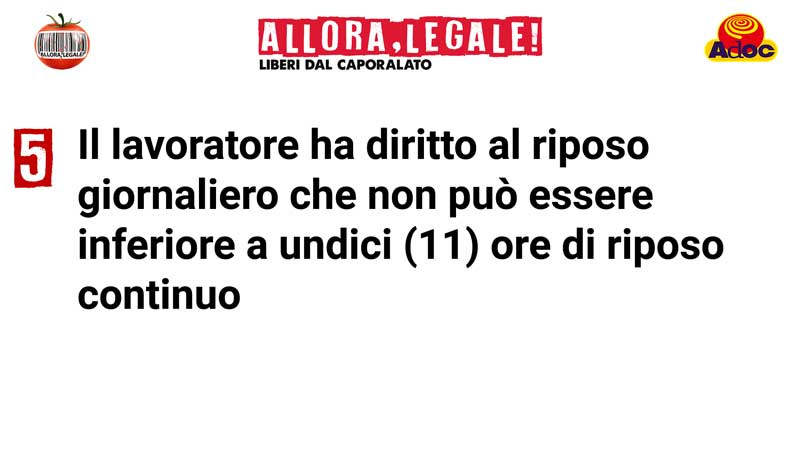 ALLORA,LEGALE!
ALLORA,LEGALE!
LIBERI DAL CAPORALATO
Adoc
5
Il lavoratore ha diritto al riposo
giornaliero che non può essere
inferiore a undici (11) ore di riposo
continuo